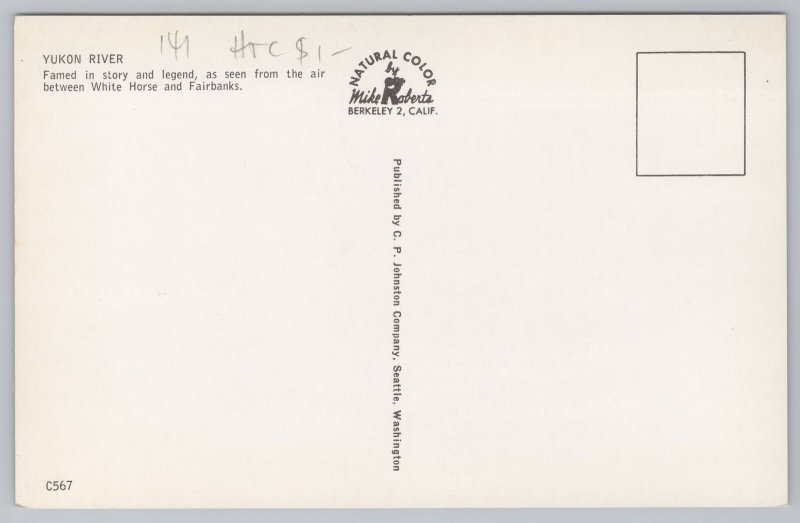 141 HTC $1-
YUKON RIVER
Famed in story and legend, as seen from the air
between White Horse and Fairbanks.
NATURAL COLOR
by
Mike Roberts
BERKELEY 2, CALIF.
Published by C. P. Johnston Company, Seattle, Washington
C567